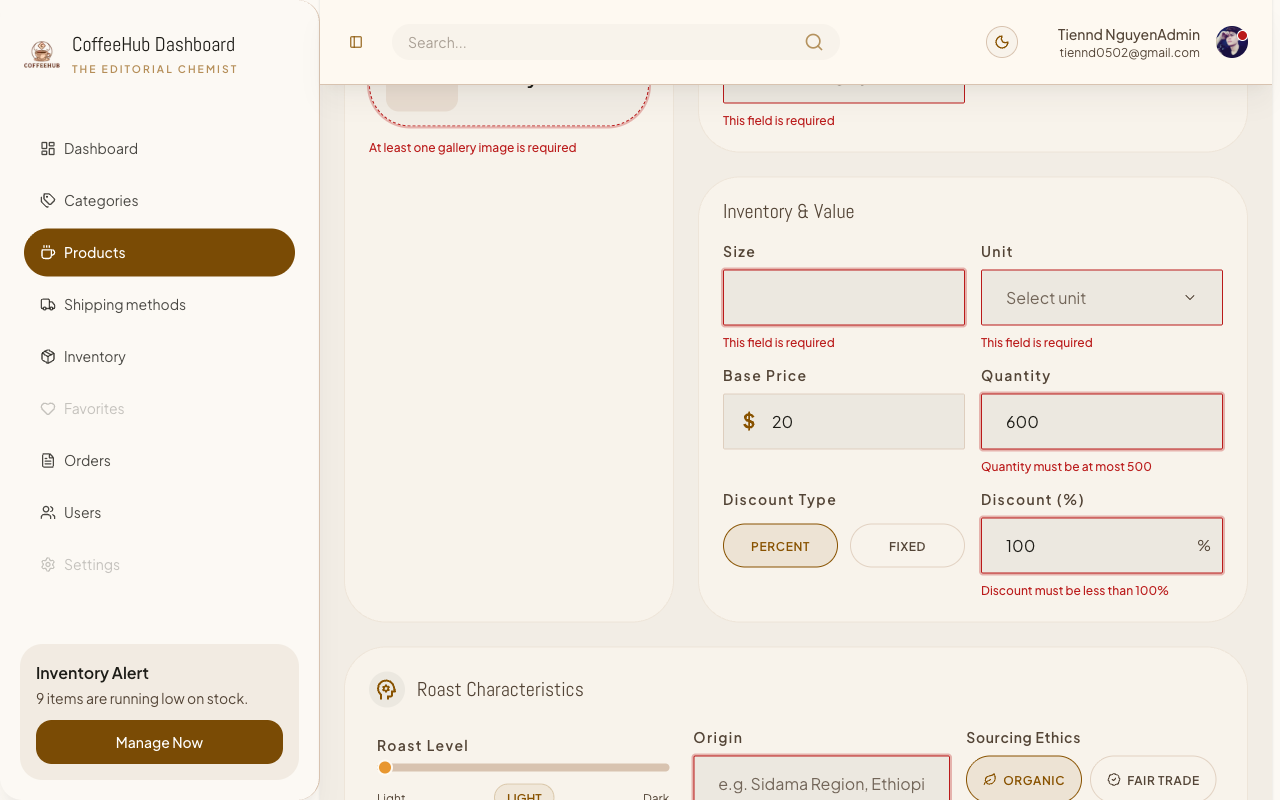 COFFEEHUB
CoffeeHub Dashboard
THE EDITORIAL CHEMIST
Dashboard
Categories
Products
Shipping methods
Inventory
Favorites
Orders
Users
Settings
Inventory Alert
9 items are running low on stock.
Manage Now
Search...
Tiennd NguyenAdmin
tiennd0502@gmail.com
At least one gallery image is required
This field is required
Inventory & Value
Size
Unit
Select unit
This field is required
This field is required
Base Price
Quantity
$ 20
600
Quantity must be at most 500
Discount Type
Discount (%)
PERCENT
FIXED
100 %
Discount must be less than 100%
Roast Characteristics
Roast Level
Light
LIGHT
Dark
Origin
e.g. Sidama Region, Ethiopi
Sourcing Ethics
ORGANIC
FAIR TRADE